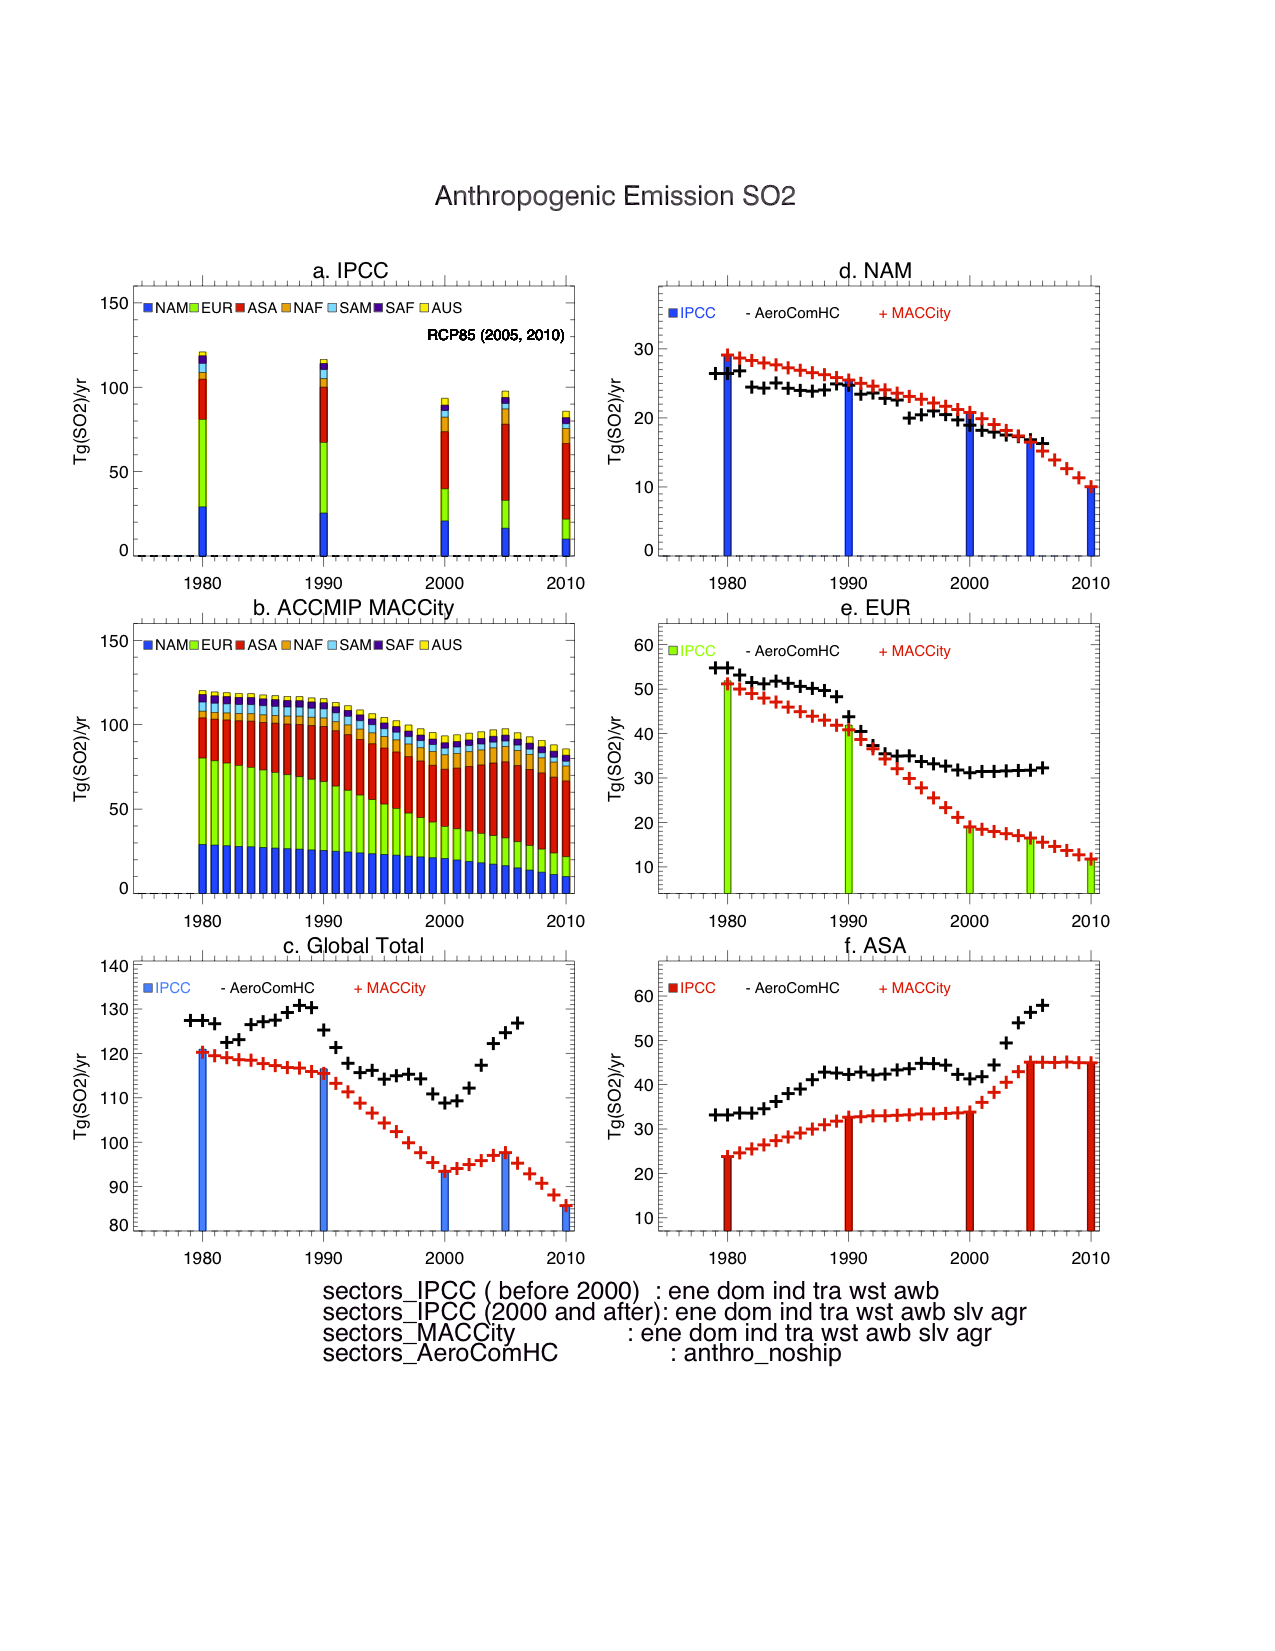 Anthropogenic Emission SO2
a. IPCC
Tg(SO2)/yr
150
100
50
0
NAM EUR ASA NAF SAM SAF AUS
RCP85 (2005, 2010)
1980 1990 2000 2010
d. NAM
Tg(SO2)/yr
30
20
10
0
IPCC - AeroComHC + MACCity
1980 1990 2000 2010
b. ACCMIP MACCity
Tg(SO2)/yr
150
100
50
0
NAM EUR ASA NAF SAM SAF AUS
1980 1990 2000 2010
e. EUR
Tg(SO2)/yr
60
50
40
30
20
10
IPCC - AeroComHC + MACCity
1980 1990 2000 2010
c. Global Total
Tg(SO2)/yr
140
130
120
110
100
90
80
IPCC - AeroComHC + MACCity
1980 1990 2000 2010
f. ASA
Tg(SO2)/yr
60
50
40
30
20
10
IPCC - AeroComHC + MACCity
1980 1990 2000 2010
sectors_IPCC ( before 2000) : ene dom ind tra wst awb
sectors_IPCC (2000 and after): ene dom ind tra wst awb slv agr
sectors_MACCity : ene dom ind tra wst awb slv agr
sectors_AeroComHC : anthro_noship